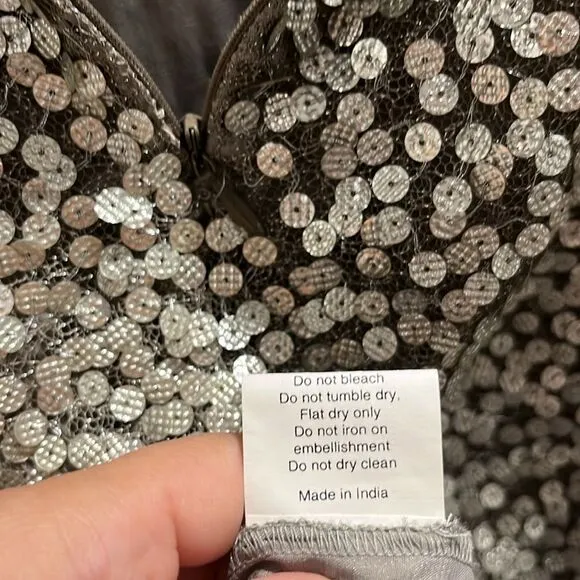 Do not bleach
Do not tumble dry.
Flat dry only
Do not iron on
embellishment
Do not dry clean
Made in India